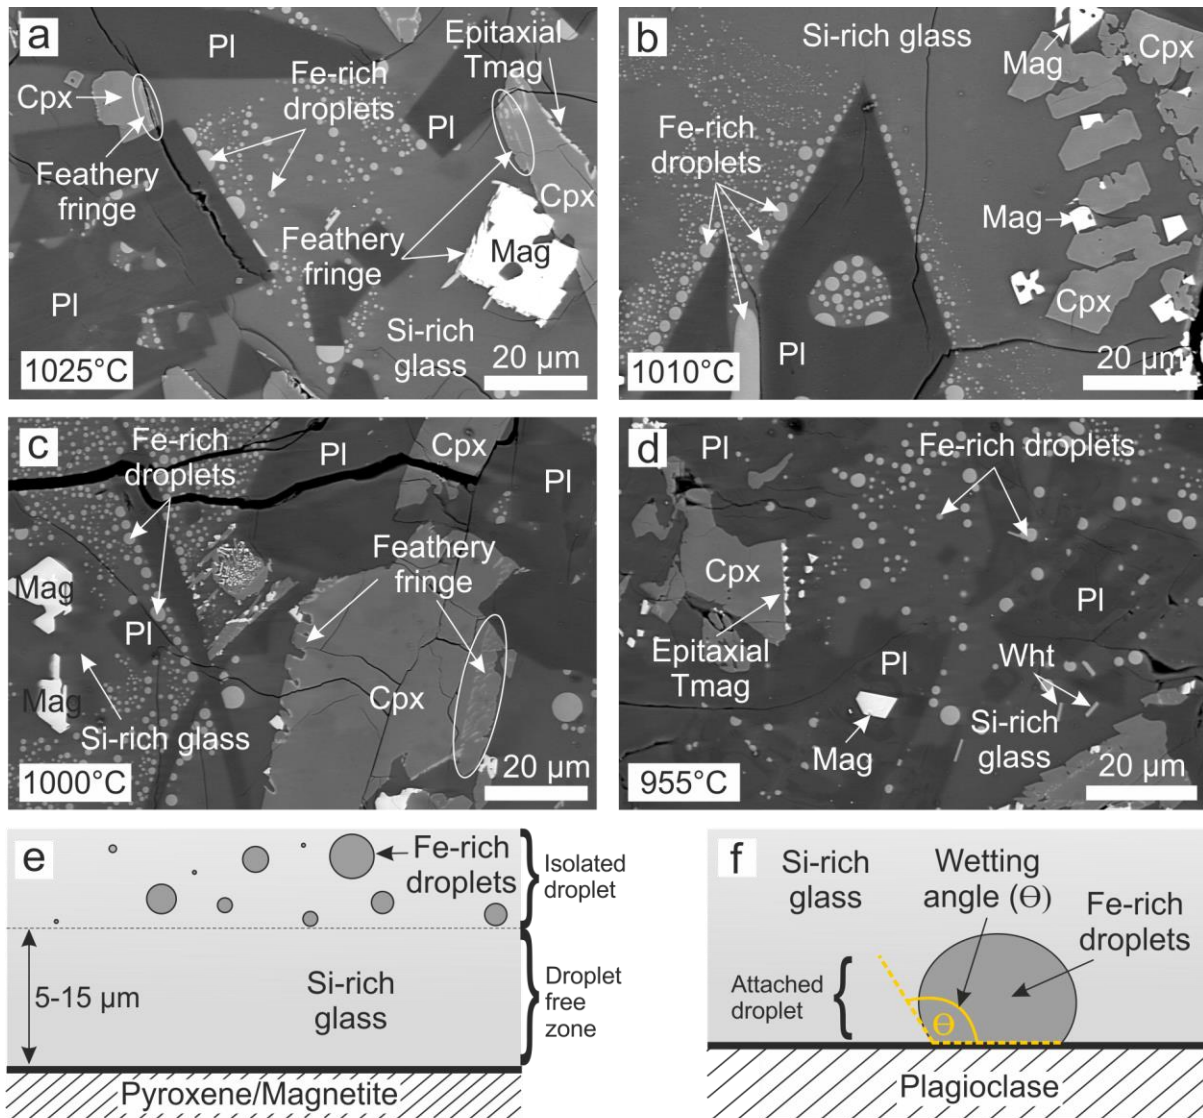 a
Pl
Epitaxial
Tmag
Fe-rich
droplets
Cpx
Pl
Feathery
fringe
Cpx
Feathery
fringe
Mag
Pl
Si-rich
glass
1025°C
20 µm
b
Si-rich glass
Mag
Cpx
Fe-rich
droplets
Mag
Pl
Cpx
1010°C
20 µm
c
Fe-rich
droplets
Pl
Cpx
Pl
Feathery
fringe
Mag
Pl
Mag
Cpx
Si-rich glass
1000°C
20 µm
d
Pl
Fe-rich droplets
Cpx
Pl
Epitaxial
Tmag
Pl
Wht
Mag
Si-rich
glass
955°C
20 µm
e
Fe-rich
droplets
Isolated
droplet
5-15 µm
Si-rich
glass
Droplet
free
zone
Pyroxene/Magnetite
f
Si-rich
glass
Wetting
angle (Θ)
Fe-rich
droplets
Attached
droplet
Θ
Plagioclase